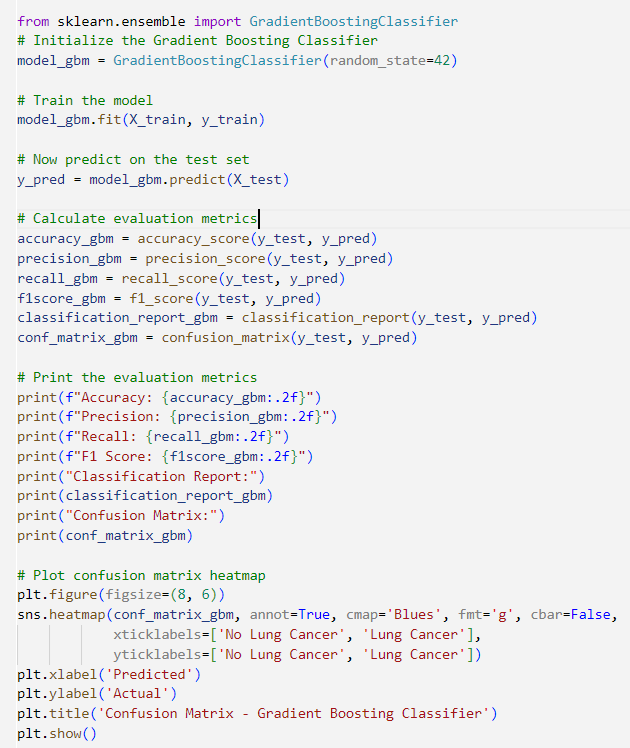 from sklearn.ensemble import GradientBoostingClassifier
# Initialize the Gradient Boosting Classifier
model_gbm = GradientBoostingClassifier(random_state=42)
# Train the model
model_gbm.fit(X_train, y_train)
# Now predict on the test set
y_pred = model_gbm.predict(X_test)
# Calculate evaluation metrics
accuracy_gbm = accuracy_score(y_test, y_pred)
precision_gbm = precision_score(y_test, y_pred)
recall_gbm = recall_score(y_test, y_pred)
f1score_gbm = f1_score(y_test, y_pred)
classification_report_gbm = classification_report(y_test, y_pred)
conf_matrix_gbm = confusion_matrix(y_test, y_pred)
# Print the evaluation metrics
print(f"Accuracy: {accuracy_gbm:.2f}")
print(f"Precision: {precision_gbm:.2f}")
print(f"Recall: {recall_gbm:.2f}")
print(f"F1 Score: {f1score_gbm:.2f}")
print("Classification Report:")
print(classification_report_gbm)
print("Confusion Matrix:")
print(conf_matrix_gbm)
# Plot confusion matrix heatmap
plt.figure(figsize=(8, 6))
sns.heatmap(conf_matrix_gbm, annot=True, cmap='Blues', fmt='g', cbar=False,
xticklabels=['No Lung Cancer', 'Lung Cancer'],
yticklabels=['No Lung Cancer', 'Lung Cancer'])
plt.xlabel('Predicted')
plt.ylabel('Actual')
plt.title('Confusion Matrix - Gradient Boosting Classifier')
plt.show()